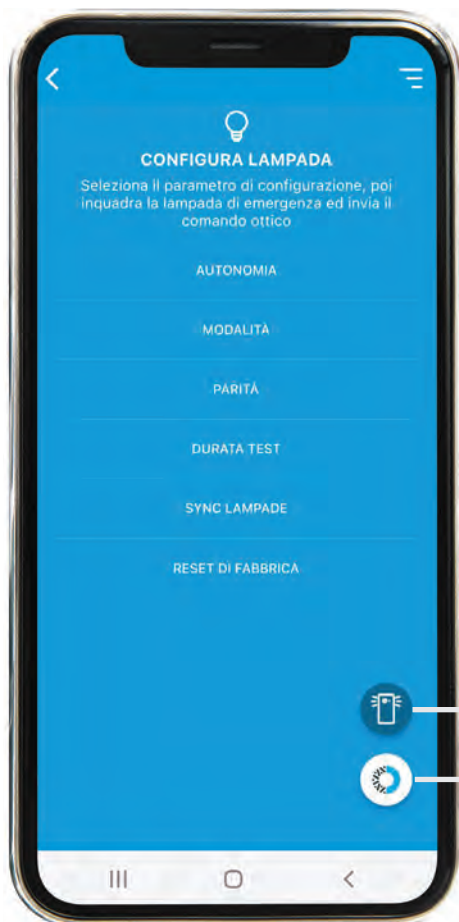 CONFIGURA LAMPADA
Seleziona il parametro di configurazione, poi
inquadra la lampada di emergenza ed invia il
comando ottico
AUTONOMIA
MODALITÀ
PARITÀ
DURATA TEST
SYNC LAMPADE
RESET DI FABBRICA